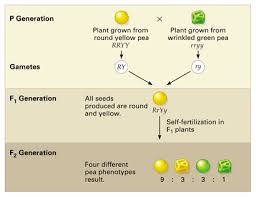 P Generation
×
Plant grown from
round yellow pea
RRYY
Plant grown from
wrinkled green pea
rryy
Gametes
RY
ry
F1 Generation
All seeds
produced are round
and yellow.
RrYy
Self-fertilization in
F1 plants
F2 Generation
Four different
pea phenotypes
result.
9 : 3 : 3 : 1